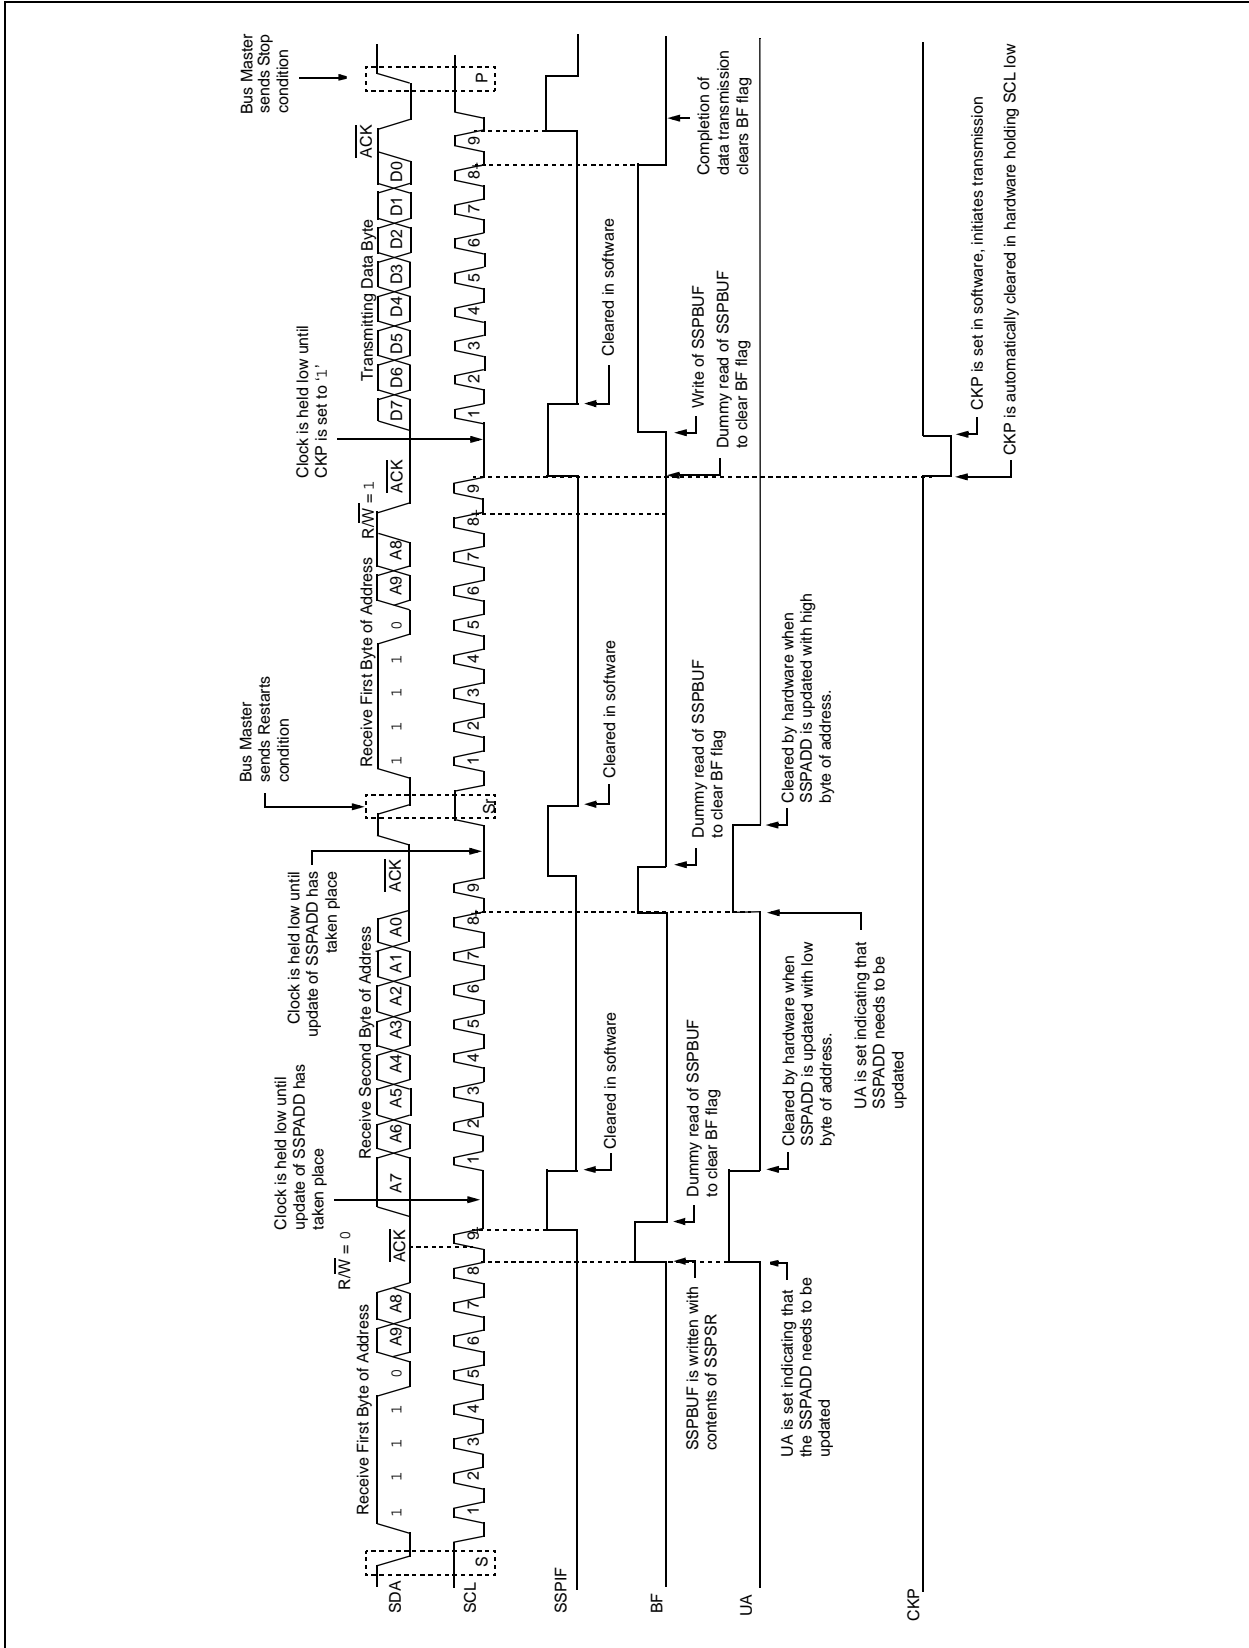 Bus Master
sends Stop
condition
Bus Master
sends Restarts
condition
Clock is held low until
CKP is set to ‘1’
Clock is held low until
update of SSPADD has
taken place
Clock is held low until
update of SSPADD has
taken place
R/W = 0
R/W = 1
Receive First Byte of Address
ACK
Receive Second Byte of Address
ACK
Receive First Byte of Address
ACK
Transmitting Data Byte
ACK
SDA
1 1 1 1 0 A9 A8
A7 A6 A5 A4 A3 A2 A1 A0
1 1 1 1 0 A9 A8
D7 D6 D5 D4 D3 D2 D1 D0
SCL
S 1 2 3 4 5 6 7 8 9
1 2 3 4 5 6 7 8 9
Sr 1 2 3 4 5 6 7 8 9
1 2 3 4 5 6 7 8 9 P
SSPIF
Cleared in software
Cleared in software
Cleared in software
BF
SSPBUF is written with
contents of SSPSR
Dummy read of SSPBUF
to clear BF flag
Dummy read of SSPBUF
to clear BF flag
Dummy read of SSPBUF
to clear BF flag
Write of SSPBUF
Completion of
data transmission
clears BF flag
UA
UA is set indicating that
the SSPADD needs to be
updated
Cleared by hardware when
SSPADD is updated with low
byte of address.
UA is set indicating that
SSPADD needs to be
updated
Cleared by hardware when
SSPADD is updated with high
byte of address.
CKP
CKP is set in software, initiates transmission
CKP is automatically cleared in hardware holding SCL low